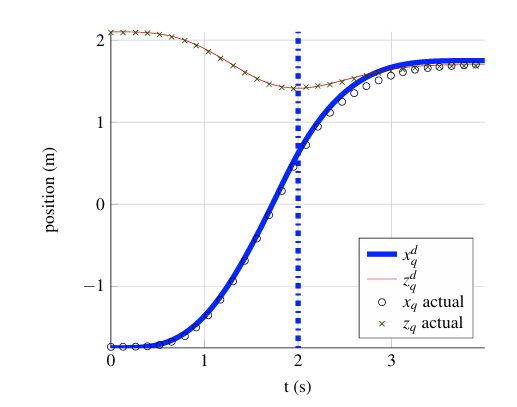 2
1
0
−1
position (m)
0 1 2 3
t (s)
x_q^d
z_q^d
x_q actual
z_q actual